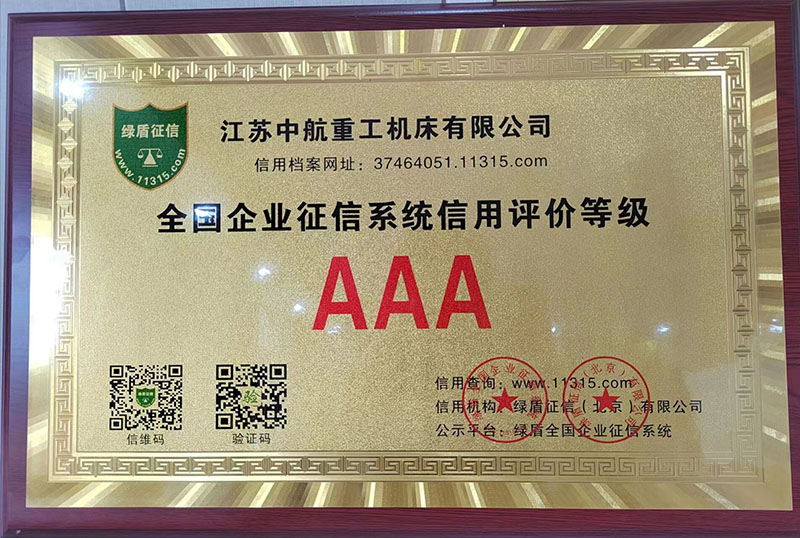 绿盾征信
www.11315.com
江苏中航重工机床有限公司
信用档案网址：37464051.11315.com
全国企业征信系统信用评价等级
AAA
信维码
验
验证码
信用查询：www.11315.com
信用机构：绿盾征信（北京）有限公司
公示平台：绿盾全国企业征信系统